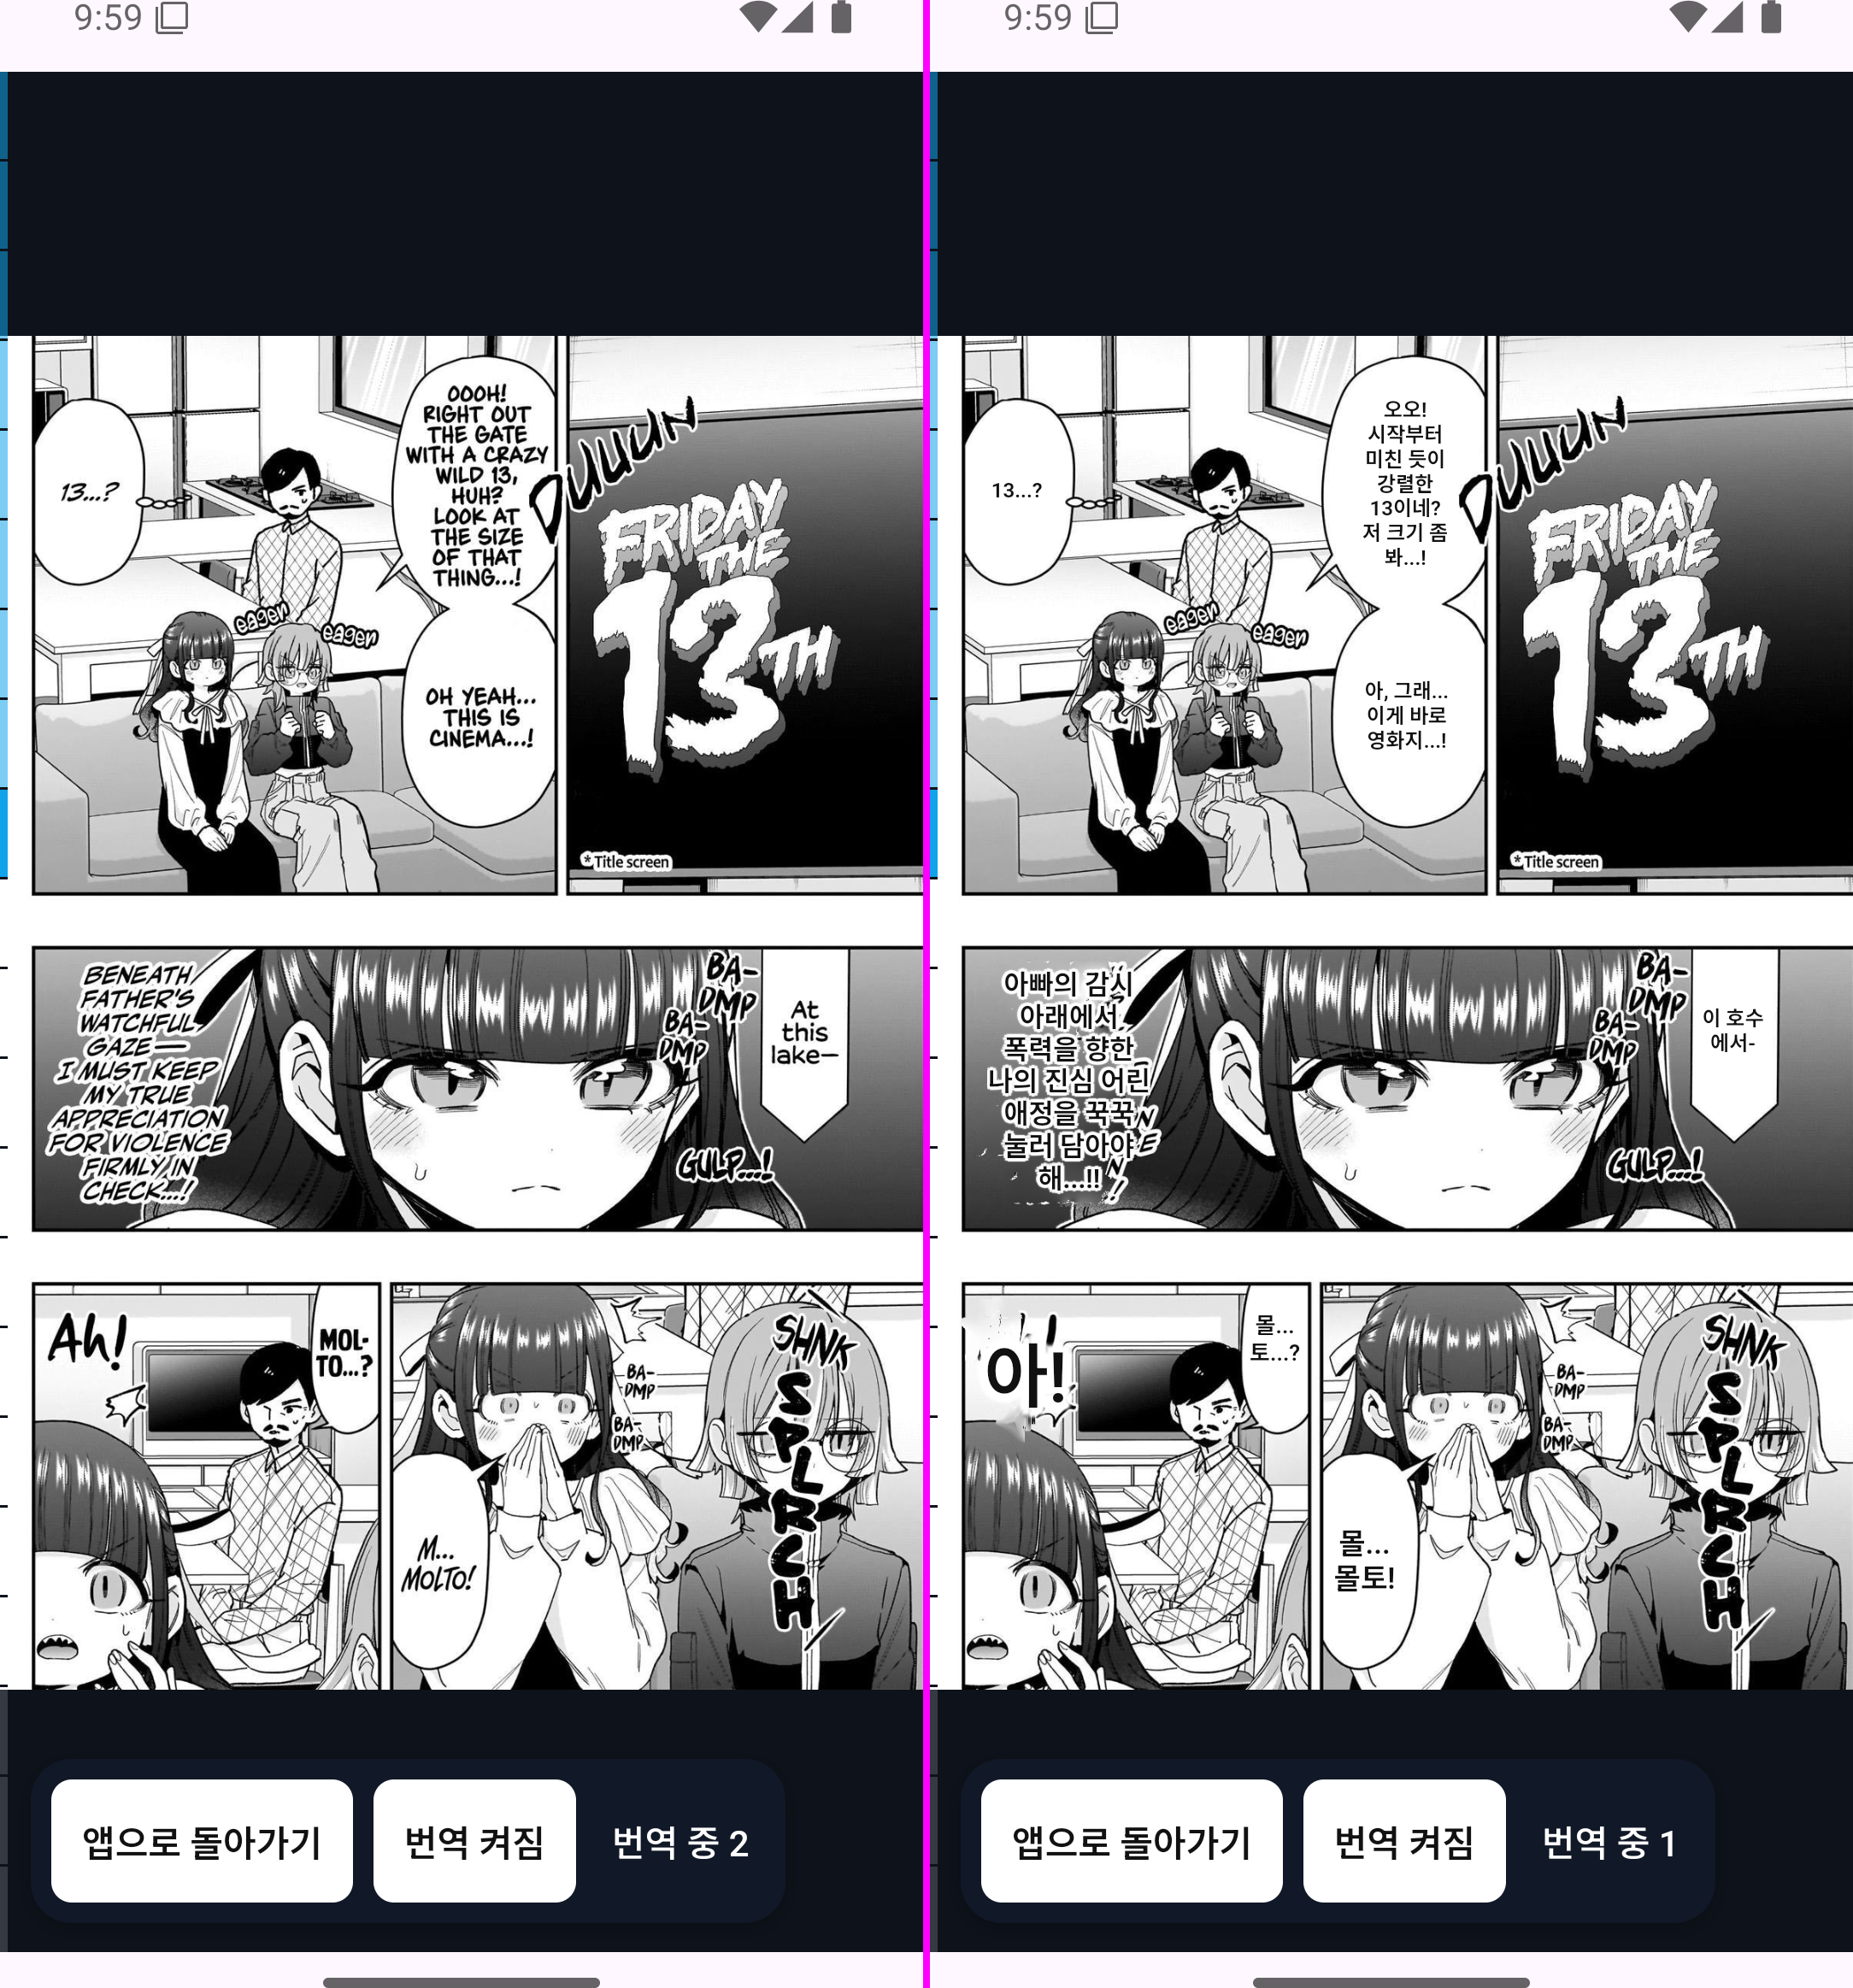 9:59
OOOH!
RIGHT OUT
THE GATE
WITH A CRAZY
WILD 13,
HUH?
LOOK AT
THE SIZE
OF THAT
THING...!
13...?
DUUUN
FRIDAY
THE
13TH
eager
eager
OH YEAH...
THIS IS
CINEMA...!
* Title screen
BENEATH
FATHER'S
WATCHFUL
GAZE—
I MUST KEEP
MY TRUE
APPRECIATION
FOR VIOLENCE
FIRMLY IN
CHECK...!
BA-
DMP
BA-
DMP
At
this
lake—
GULP...!
Ah!
MOL-
TO...?
BA-
DMP
BA-
DMP
SHNK
SPLRCH
M...
MOLTO!
앱으로 돌아가기
번역 켜짐
번역 중 2
9:59
오오!
시작부터
미친 듯이
강렬한
13이네?
저 크기 좀
봐...!
13...?
DUUUN
FRIDAY
THE
13TH
eager
eager
아, 그래...
이게 바로
영화지...!
* Title screen
아빠의 감시
아래에서
폭력을 향한
나의 진심 어린
애정을 꾹꾹
눌러 담아야
해...!!
BA-
DMP
BA-
DMP
이 호수
에서-
GULP...!
아!
몰...
토...?
BA-
DMP
BA-
DMP
SHNK
SPLRCH
몰...
몰토!
앱으로 돌아가기
번역 켜짐
번역 중 1